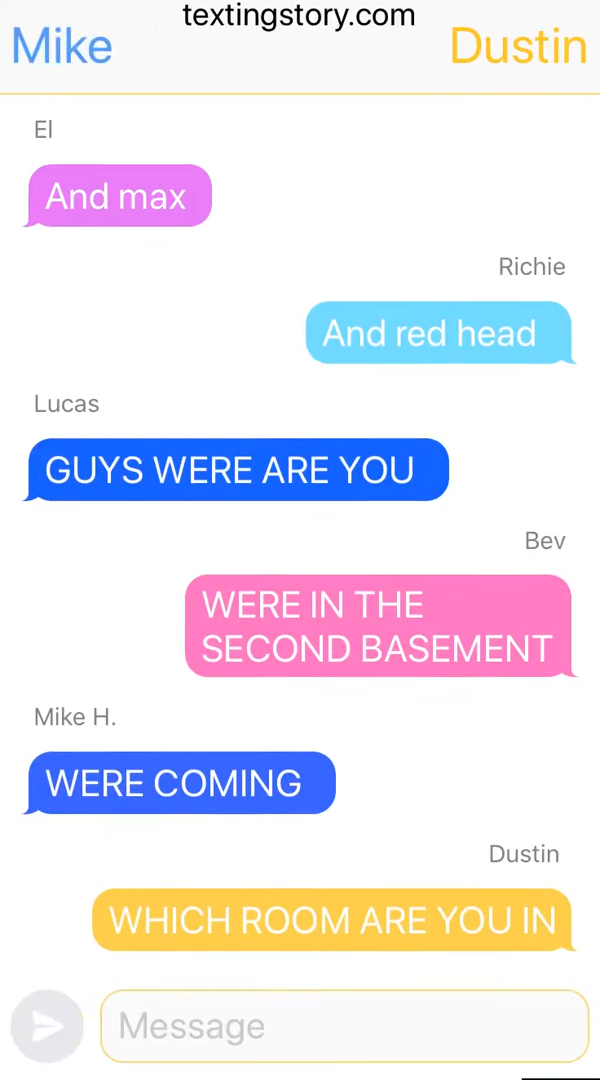 textingstory.com
Mike
Dustin
El
And max
Richie
And red head
Lucas
GUYS WERE ARE YOU
Bev
WERE IN THE
SECOND BASEMENT
Mike H.
WERE COMING
Dustin
WHICH ROOM ARE YOU IN
Message